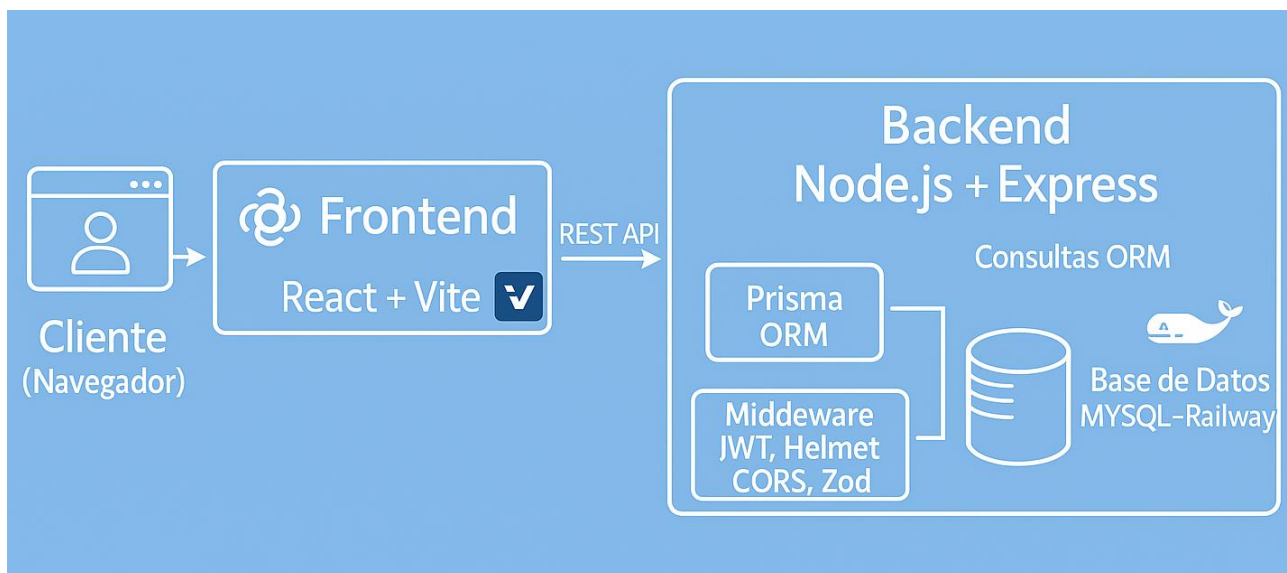 Cliente
(Navegador)
Frontend
React + Vite
REST API
Backend
Node.js + Express
Consultas ORM
Prisma
ORM
Middeware
JWT, Helmet
CORS, Zod
Base de Datos
MYSQL-Railway